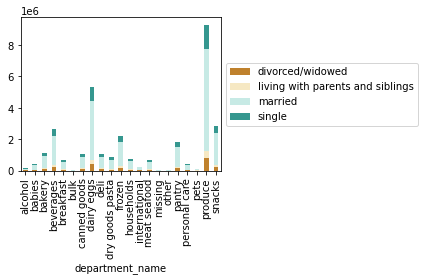 1e6
8
6
4
2
0
divorced/widowed
living with parents and siblings
married
single
alcohol
babies
bakery
beverages
breakfast
bulk
canned goods
dairy eggs
deli
dry goods pasta
frozen
households
international
meat seafood
missing
other
pantry
personal care
pets
produce
snacks
department_name